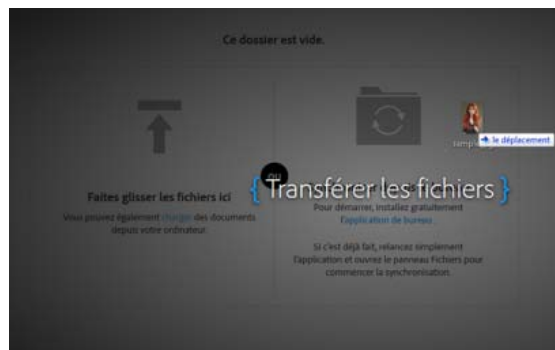 Ce dossier est vide.
le déplacement
ou
{ Transférer les fichiers }
Faites glisser les fichiers ici
Vous pouvez également charger des documents
depuis votre ordinateur.
Pour démarrer, installez gratuitement
l'application de bureau.
Si c'est déjà fait, relancez simplement
l'application et ouvrez le panneau Fichiers pour
commencer la synchronisation.